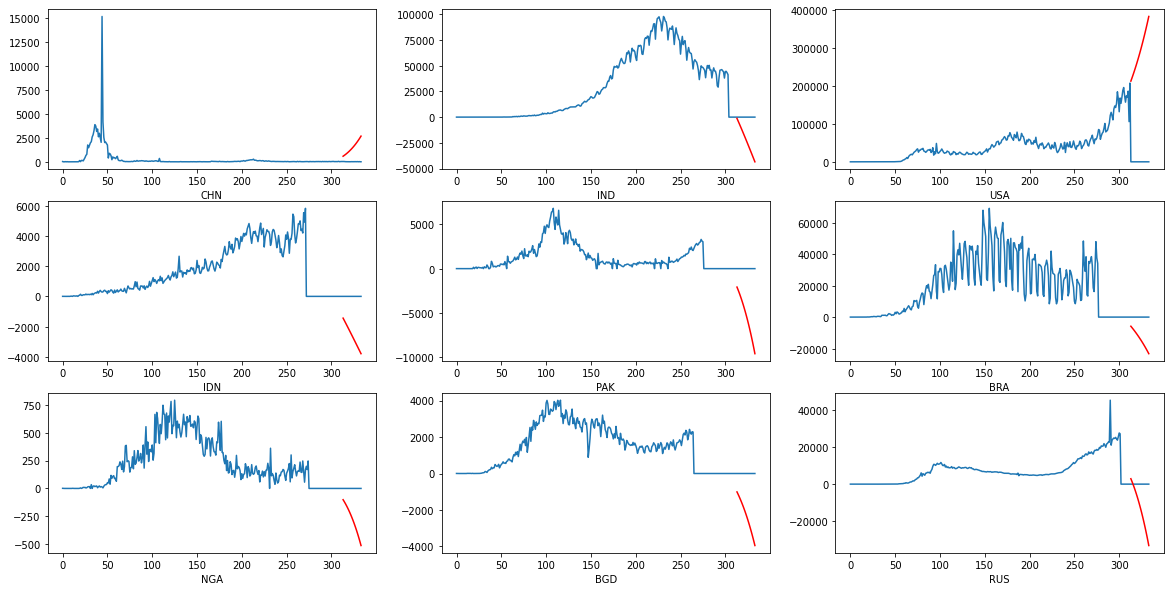 15000
12500
10000
7500
5000
2500
0
0 50 100 150 200 250 300
CHN
100000
75000
50000
25000
0
−25000
−50000
0 50 100 150 200 250 300
IND
400000
300000
200000
100000
0
0 50 100 150 200 250 300
USA
6000
4000
2000
0
−2000
−4000
0 50 100 150 200 250 300
IDN
5000
0
−5000
−10000
0 50 100 150 200 250 300
PAK
60000
40000
20000
0
−20000
0 50 100 150 200 250 300
BRA
750
500
250
0
−250
−500
0 50 100 150 200 250 300
NGA
4000
2000
0
−2000
−4000
0 50 100 150 200 250 300
BGD
40000
20000
0
−20000
0 50 100 150 200 250 300
RUS